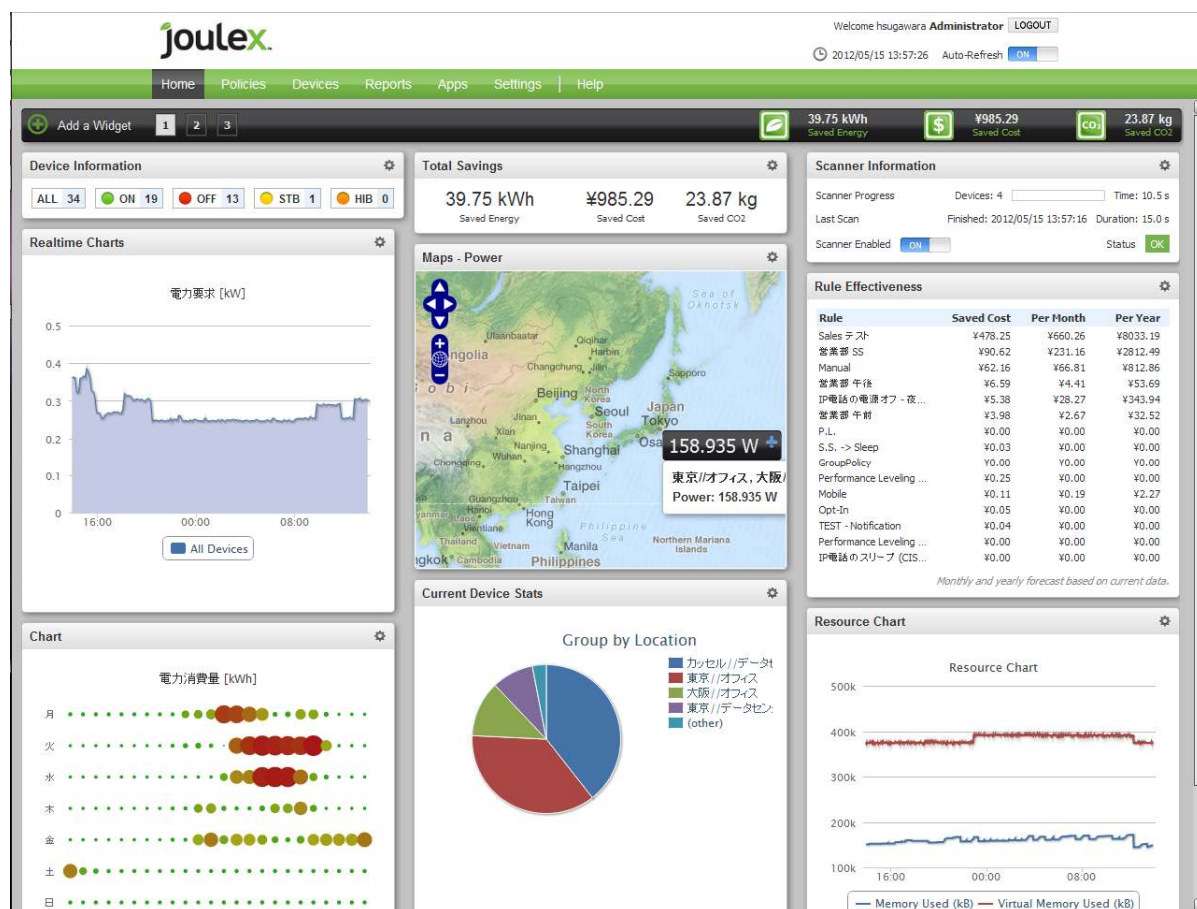 joulex.
Welcome hsugawara Administrator LOGOUT
2012/05/15 13:57:26 Auto-Refresh ON
Home Policies Devices Reports Apps Settings Help
Add a Widget 1 2 3
39.75 kWh Saved Energy
$ ¥985.29 Saved Cost
CO2 23.87 kg Saved CO2
Device Information
ALL 34 ON 19 OFF 13 STB 1 HIB 0
Realtime Charts
電力要求 [kW]
0.5
0.4
0.3
0.2
0.1
0
16:00 00:00 08:00
All Devices
Chart
電力消費量 [kWh]
月
火
水
木
金
土
日
Total Savings
39.75 kWh ¥985.29 23.87 kg
Saved Energy Saved Cost Saved CO2
Maps - Power
Sea of
Okhotsk
Ulaanbaatar
Qiqihar
Harbin
ngolia
Changchung
Jilin
Sapporo
o b i
Beijing
North
Korea
Seoul
Japan
Tokyo
Lanzhou
Jinan
Xian
South
Korea
Osa
n a
Nanjing
Shanghai
Wuhan
Chongqing
Hangzhou
158.935 W +
東京//オフィス, 大阪/
Power: 158.935 W
Taipei
Guangzhou
Taiwan
yanmar
Laos
Hanoi
Hong
Kong
Vientiane
Philippine
Sea
Thailand
Vietnam
Manila
Northern Mariana
Islands
ngkok
Cambodia
Philippines
Current Device Stats
Group by Location
カッセル//データセ
東京//オフィス
大阪//オフィス
東京//データセン
(other)
Scanner Information
Scanner Progress Devices: 4 Time: 10.5 s
Last Scan Finished: 2012/05/15 13:57:16 Duration: 15.0 s
Scanner Enabled ON Status OK
Rule Effectiveness
Rule Saved Cost Per Month Per Year
Sales テスト ¥478.25 ¥660.26 ¥8033.19
営業部 SS ¥90.62 ¥231.16 ¥2812.49
Manual ¥62.16 ¥66.81 ¥812.86
営業部 午後 ¥6.59 ¥4.41 ¥53.69
IP電話の電源オフ - 夜... ¥5.38 ¥28.27 ¥343.94
営業部 午前 ¥3.98 ¥2.67 ¥32.52
P.L. ¥0.00 ¥0.00 ¥0.00
S.S. -> Sleep ¥0.03 ¥0.00 ¥0.00
GroupPolicy ¥0.00 ¥0.00 ¥0.00
Performance Leveling ... ¥0.25 ¥0.00 ¥0.00
Mobile ¥0.11 ¥0.19 ¥2.27
Opt-In ¥0.05 ¥0.00 ¥0.00
TEST - Notification ¥0.04 ¥0.00 ¥0.00
Performance Leveling ... ¥0.00 ¥0.00 ¥0.00
IP電話のスリープ (CIS... ¥0.00 ¥0.00 ¥0.00
Monthly and yearly forecast based on current data.
Resource Chart
Resource Chart
500k
400k
300k
200k
100k
16:00 00:00 08:00
Memory Used (kB) Virtual Memory Used (kB)